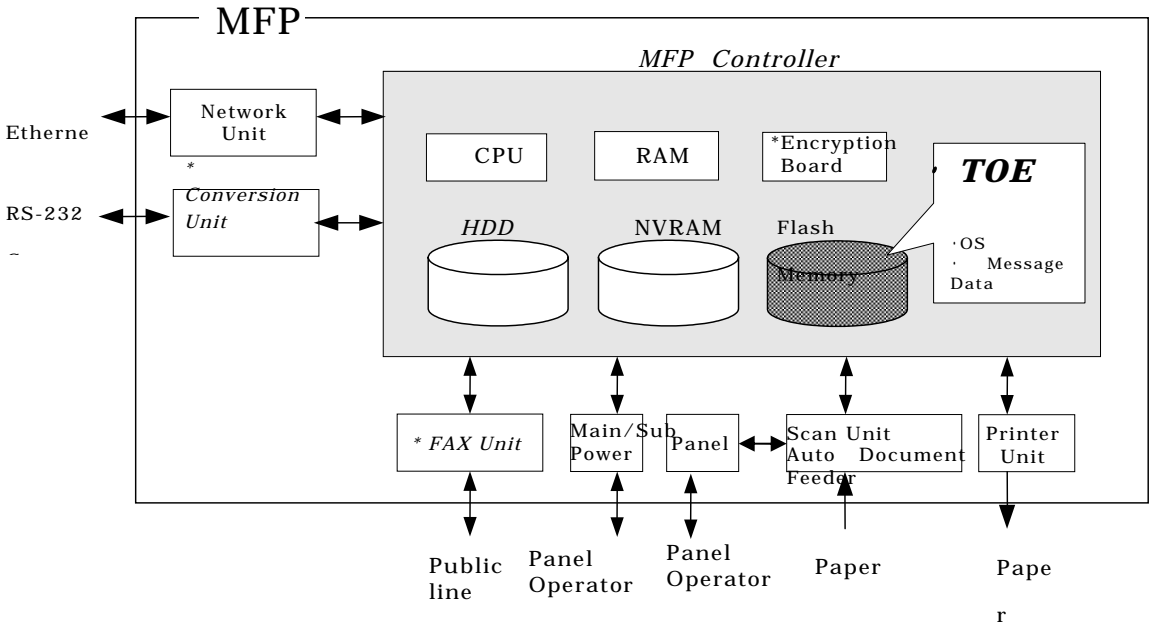 MFP
MFP Controller
Etherne
Network
Unit
CPU
RAM
*Encryption
Board
· TOE
·OS
· Message
Data
RS-232
*
Conversion
Unit
HDD
NVRAM
Flash
Memory
* FAX Unit
Main/Sub
Power
Panel
Scan Unit
Auto Document
Feeder
Printer
Unit
Public
line
Panel
Operator
Panel
Operator
Paper
Pape
r